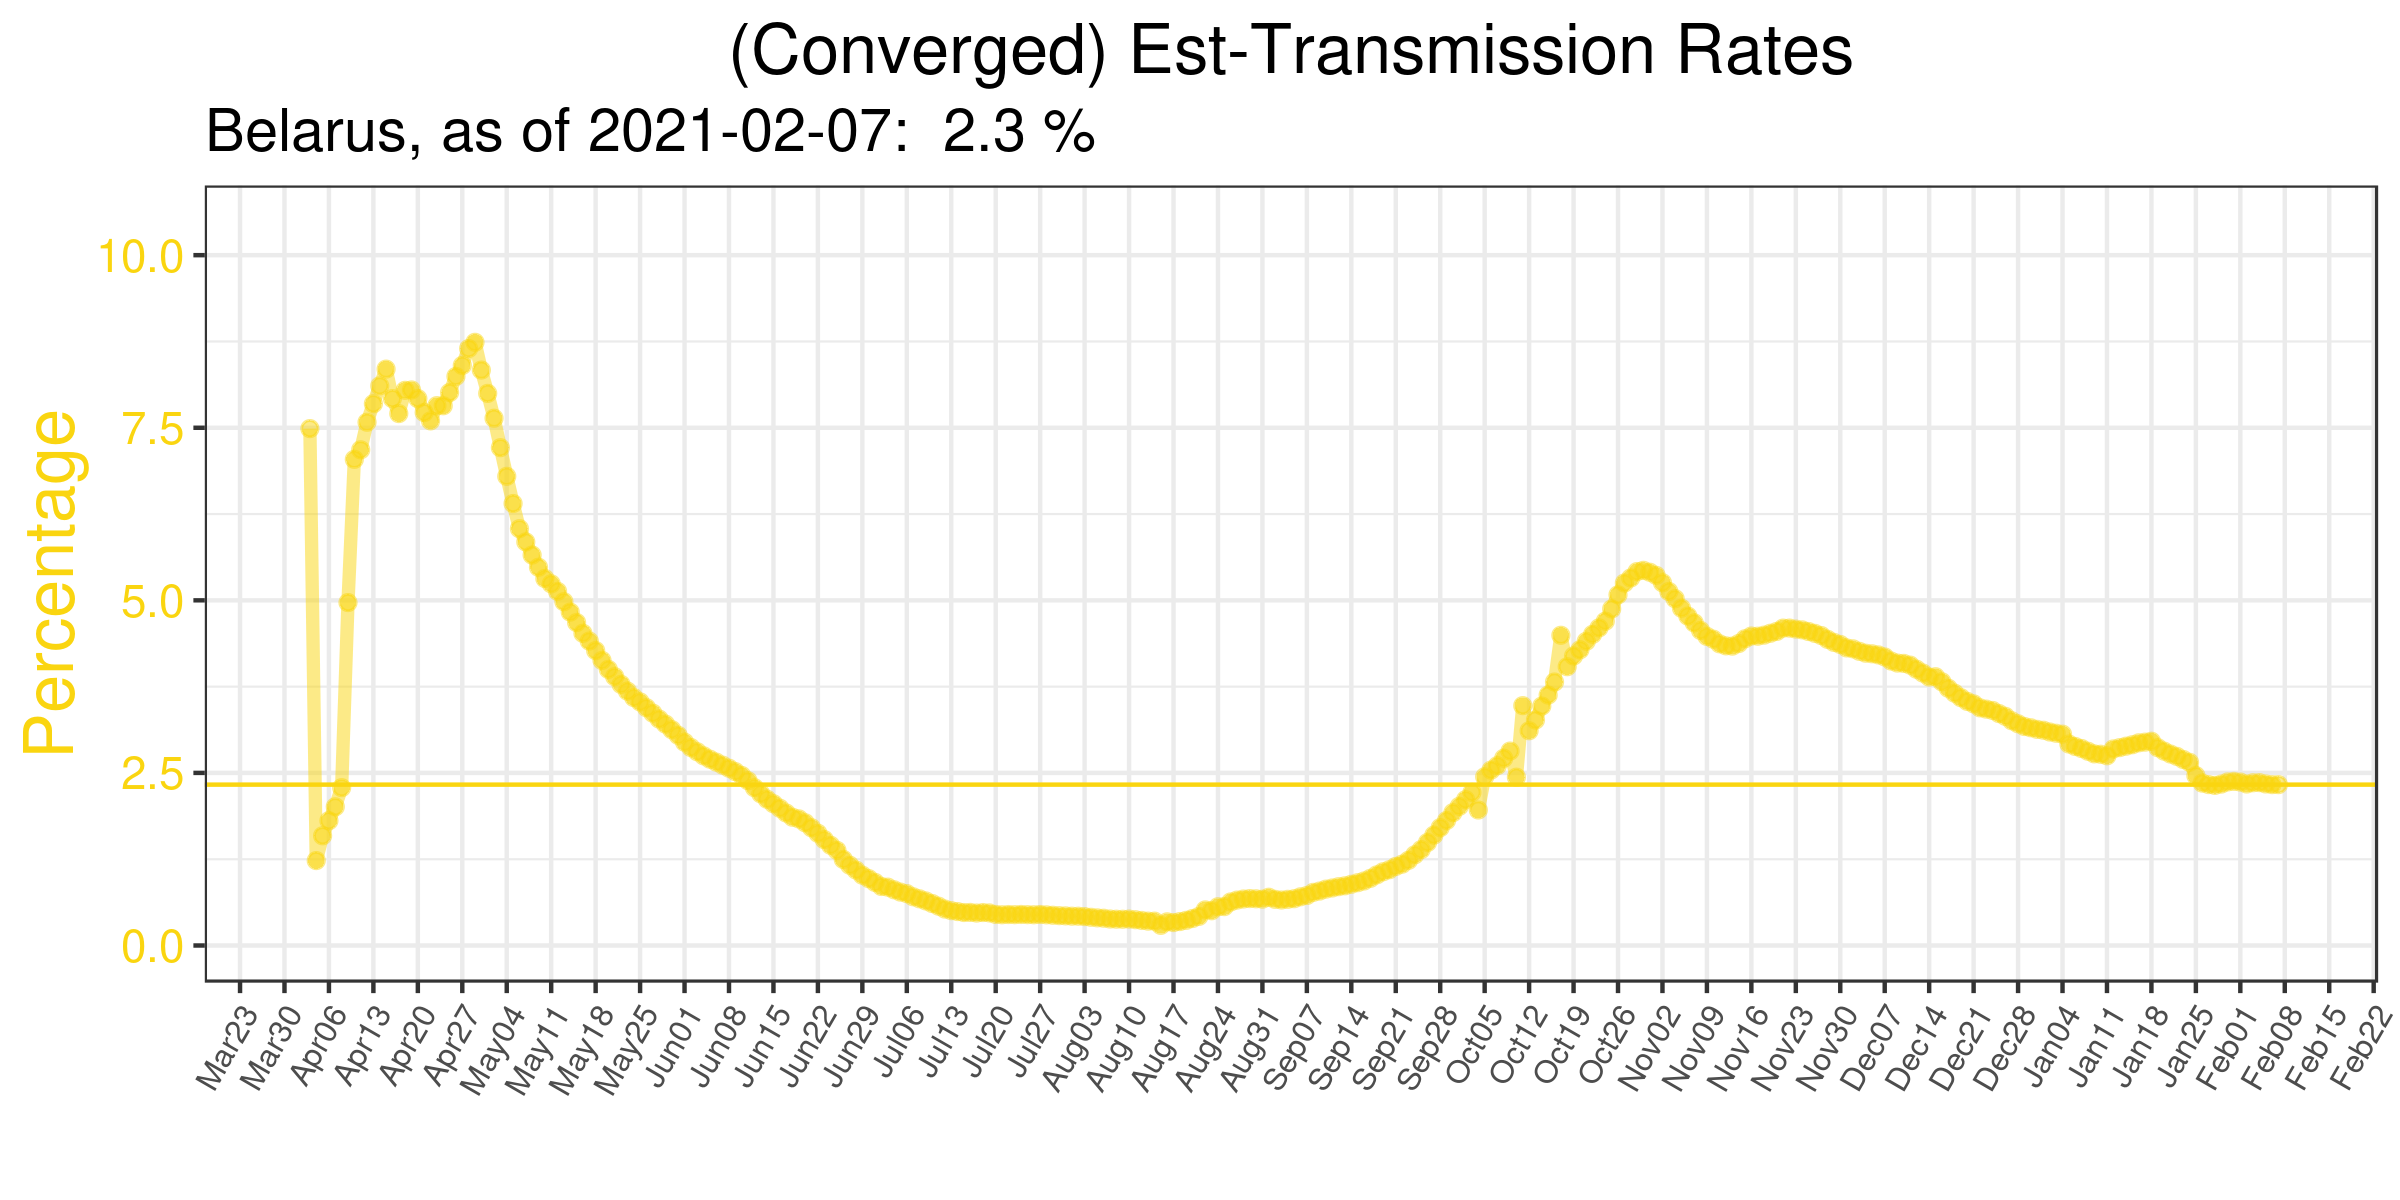 (Converged) Est-Transmission Rates
Belarus, as of 2021-02-07:  2.3 %
Percentage
10.0
7.5
5.0
2.5
0.0
Mar23
Mar30
Apr06
Apr13
Apr20
Apr27
May04
May11
May18
May25
Jun01
Jun08
Jun15
Jun22
Jun29
Jul06
Jul13
Jul20
Jul27
Aug03
Aug10
Aug17
Aug24
Aug31
Sep07
Sep14
Sep21
Sep28
Oct05
Oct12
Oct19
Oct26
Nov02
Nov09
Nov16
Nov23
Nov30
Dec07
Dec14
Dec21
Dec28
Jan04
Jan11
Jan18
Jan25
Feb01
Feb08
Feb15
Feb22